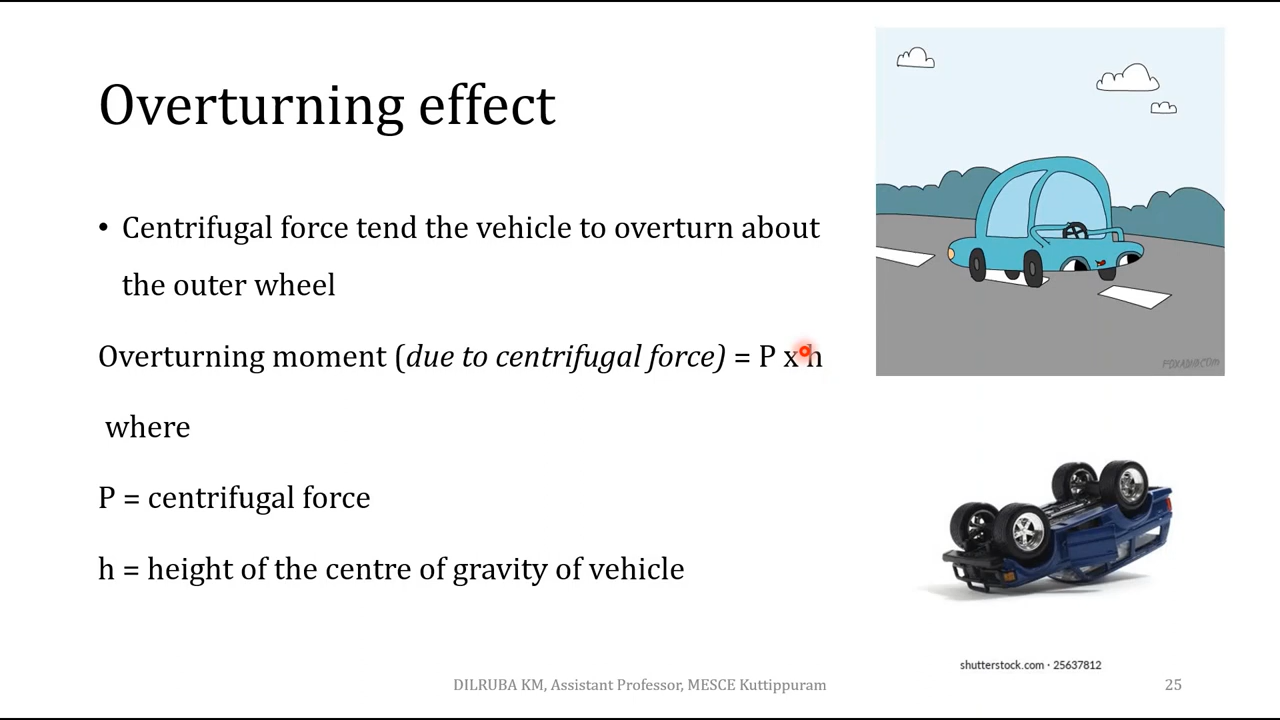 Overturning effect
• Centrifugal force tend the vehicle to overturn about
the outer wheel
Overturning moment (due to centrifugal force) = P x h
where
P = centrifugal force
h = height of the centre of gravity of vehicle
shutterstock.com · 25637812
DILRUBA KM, Assistant Professor, MESCE Kuttippuram
25